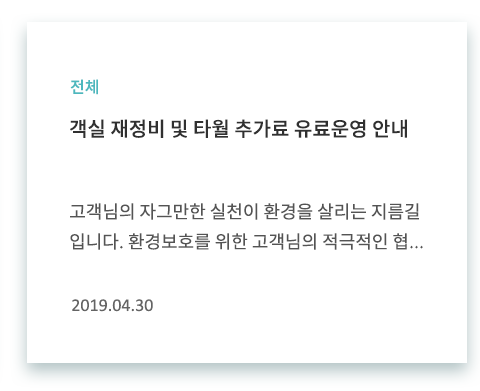 전체
객실 재정비 및 타월 추가료 유료운영 안내
고객님의 자그만한 실천이 환경을 살리는 지름길
입니다. 환경보호를 위한 고객님의 적극적인 협...
2019.04.30